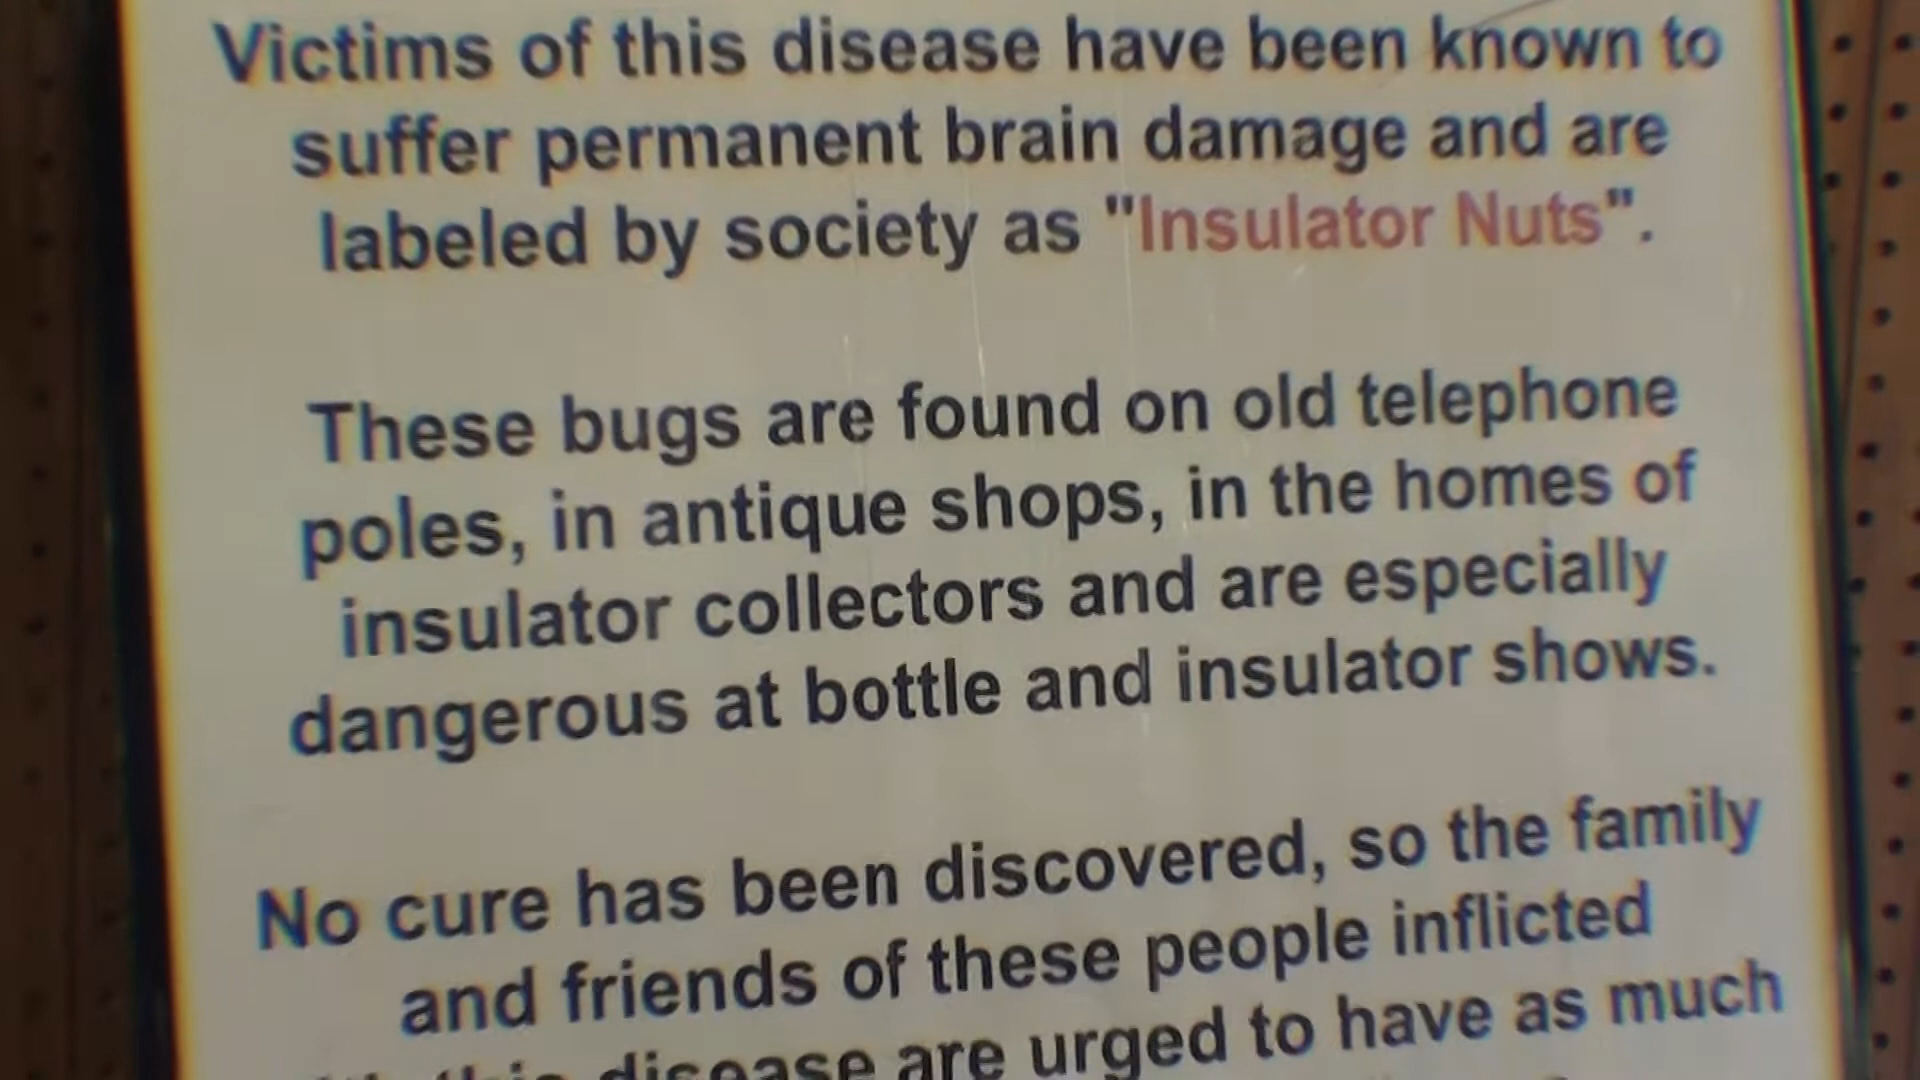 Victims of this disease have been known to
suffer permanent brain damage and are
labeled by society as "Insulator Nuts".
These bugs are found on old telephone
poles, in antique shops, in the homes of
insulator collectors and are especially
dangerous at bottle and insulator shows.
No cure has been discovered, so the family
and friends of these people inflicted
this disease are urged to have as much